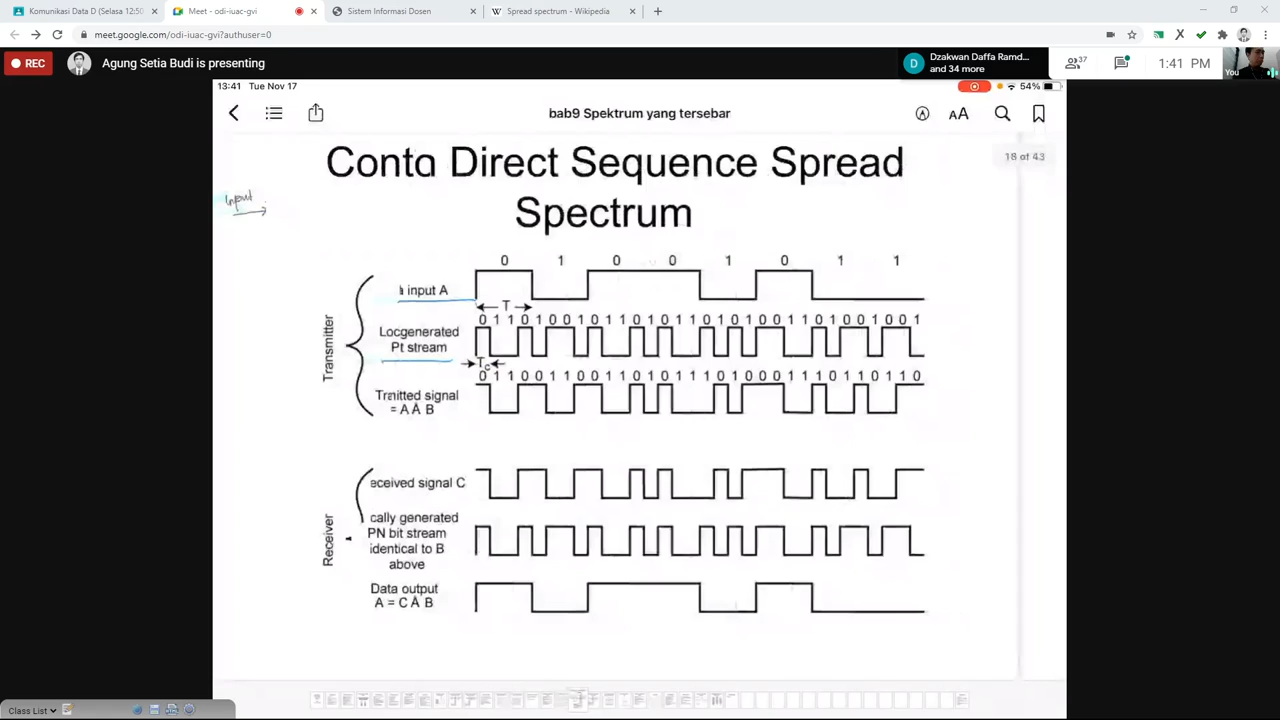 Komunikasi Data D (Selasa 12:50
Meet - odi-iuac-gvi
Sistem Informasi Dosen
Spread spectrum - Wikipedia
meet.google.com/odi-iuac-gvi?authuser=0
REC
Agung Setia Budi is presenting
D
Dzakwan Daffa Ramd...
and 34 more
37
1:41 PM
You
13:41 Tue Nov 17
54%
bab9 Spektrum yang tersebar
AA
18 of 43
Conta Direct Sequence Spread
Spectrum
Input
0 1 0 0 1 0 1 1
Transmitter
input A
T
0 1 1 0 1 0 0 1 0 1 1 0 1 0 1 1 0 1 0 1 0 0 1 1 0 1 0 1 0 0 1 0 0 1
Locgenerated
Pt stream
Tc
0 1 1 0 0 1 1 0 0 1 1 0 1 0 1 1 1 0 1 0 0 0 1 1 1 0 1 1 0 1 1 0
Trnitted signal
= A Å B
Receiver
eceived signal C
cally generated
PN bit stream
identical to B
above
Data output
A = C Å B
Class List